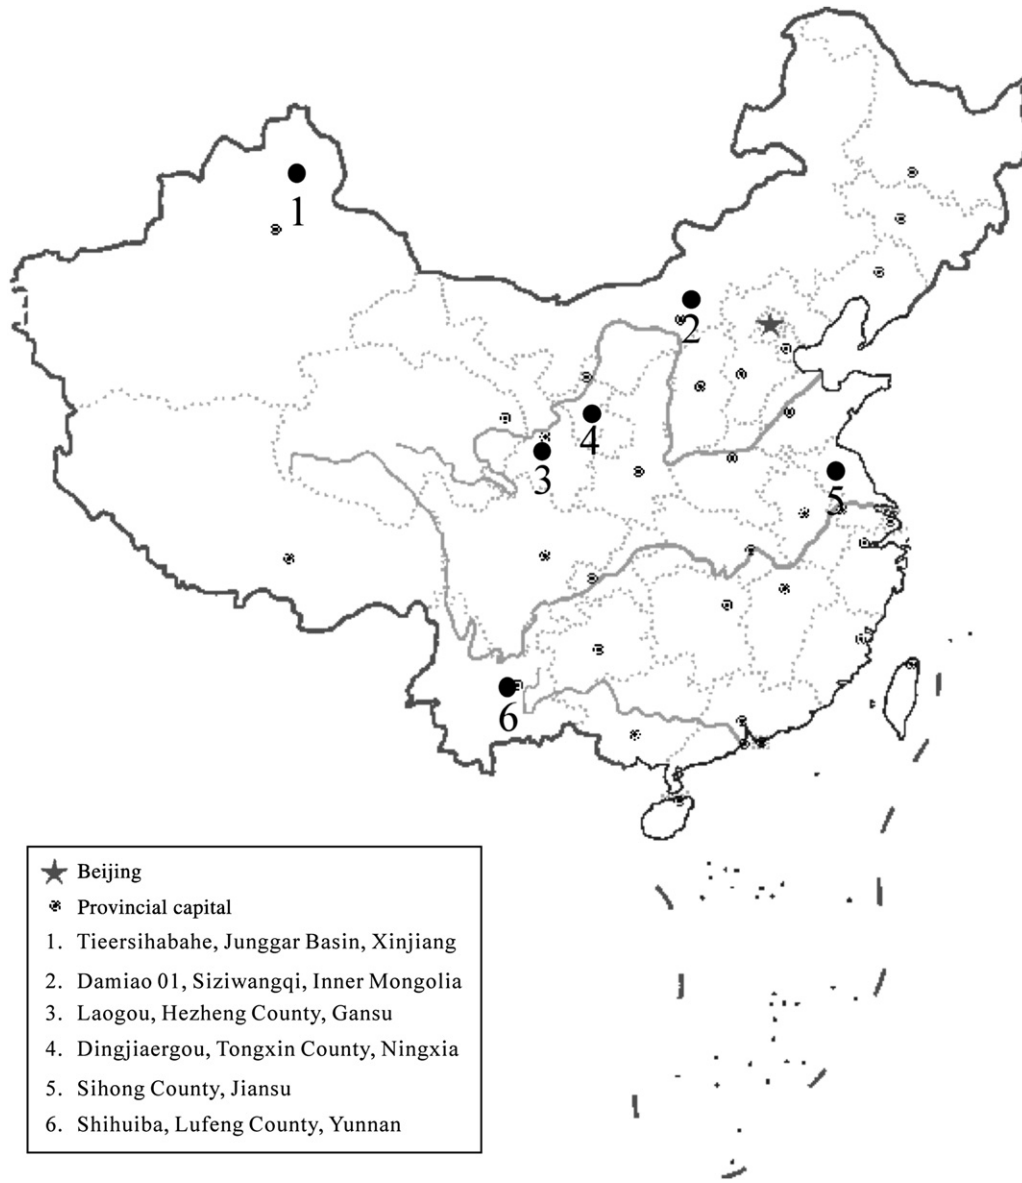 1
2
4
3
5
6
Beijing
Provincial capital
1. Tieersihabahe, Junggar Basin, Xinjiang
2. Damiao 01, Siziwangqi, Inner Mongolia
3. Laogou, Hezheng County, Gansu
4. Dingjiaergou, Tongxin County, Ningxia
5. Sihong County, Jiansu
6. Shihuiba, Lufeng County, Yunnan